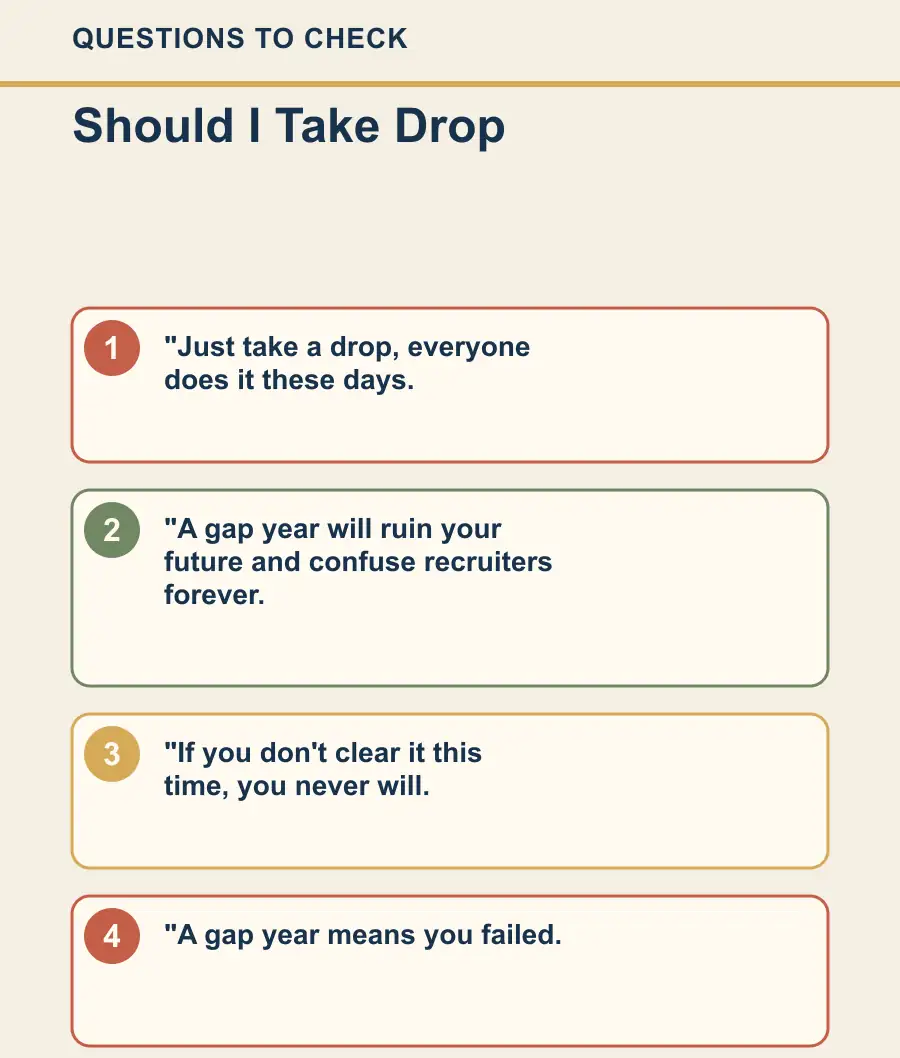 QUESTIONS TO CHECK
Should I Take Drop
1
"Just take a drop, everyone
does it these days.
2
"A gap year will ruin your
future and confuse recruiters
forever.
3
"If you don't clear it this
time, you never will.
4
"A gap year means you failed.